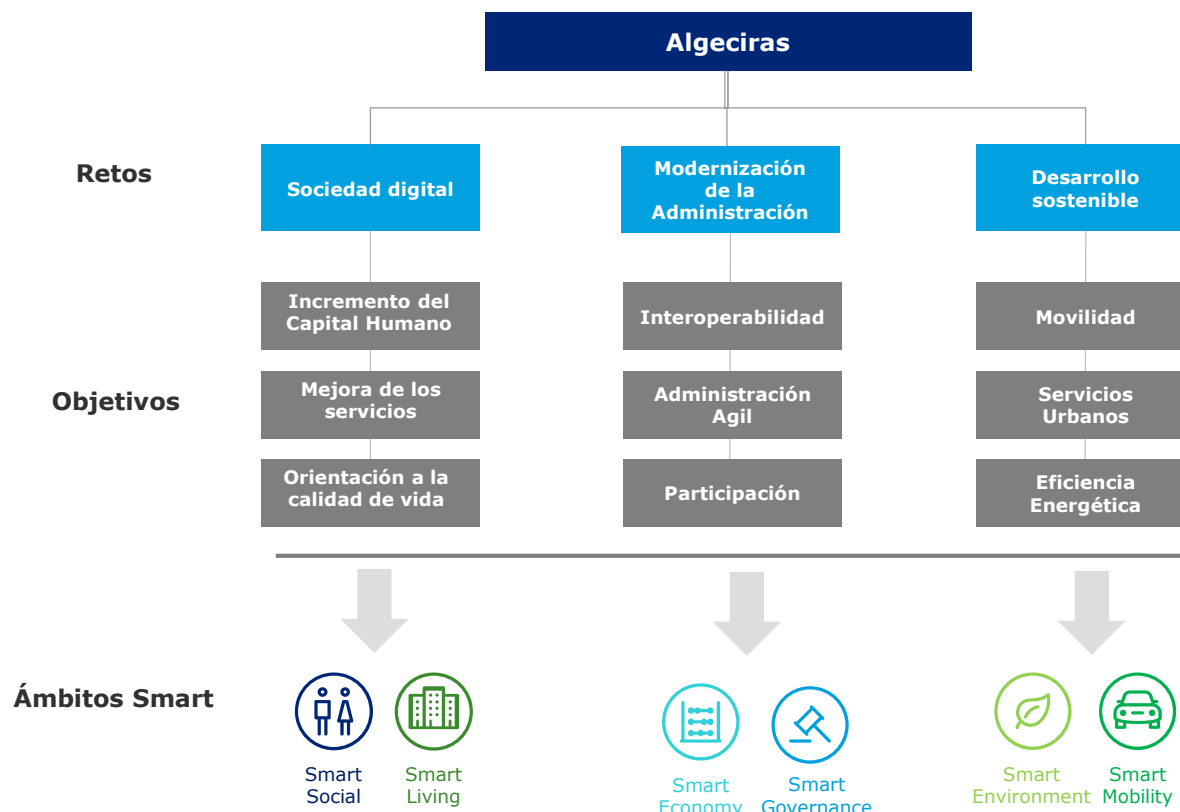 Algeciras
Retos
Sociedad digital
Modernización
de la
Administración
Desarrollo
sostenible
Objetivos
Incremento del
Capital Humano
Interoperabilidad
Movilidad
Mejora de los
servicios
Administración
Agil
Servicios
Urbanos
Orientación a la
calidad de vida
Participación
Eficiencia
Energética
Ámbitos Smart
Smart
Social
Smart
Living
Smart
Economy
Smart
Governance
Smart
Environment
Smart
Mobility